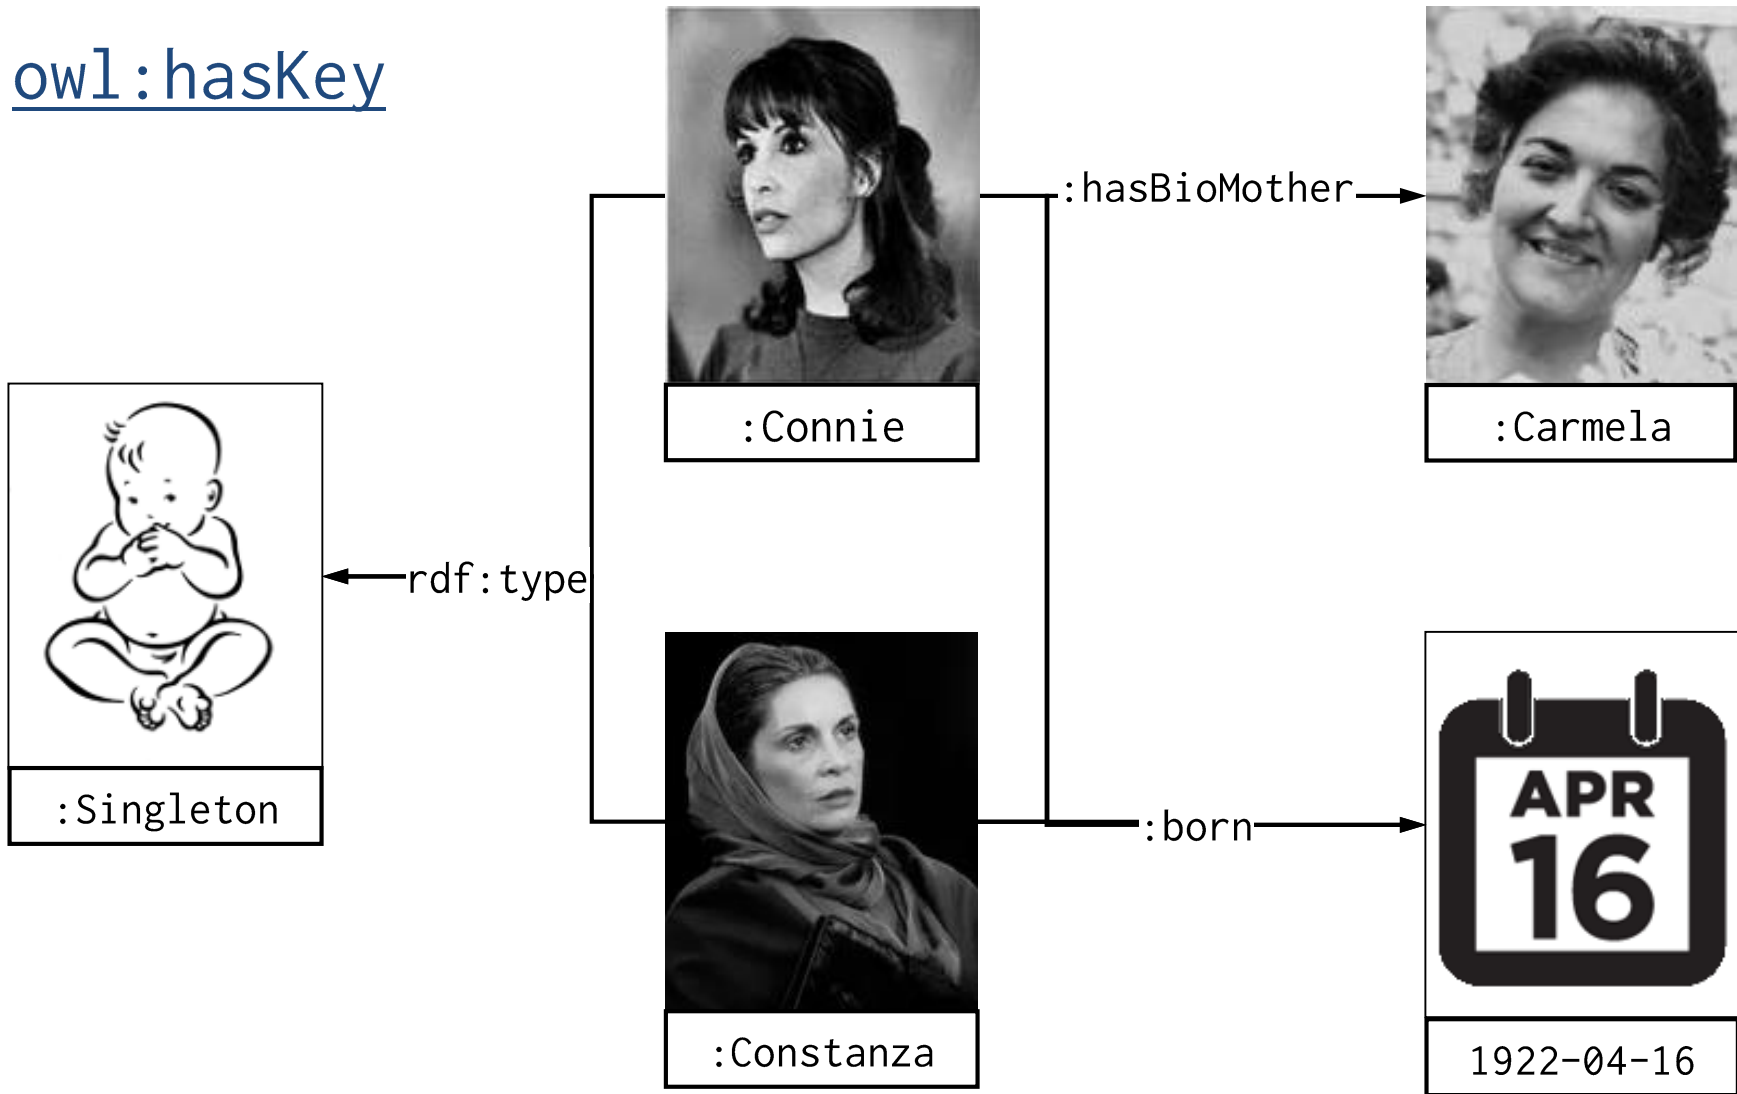 owl:hasKey
:hasBioMother
:Connie
:Carmela
rdf:type
:Singleton
:born
APR
16
:Constanza
1922-04-16